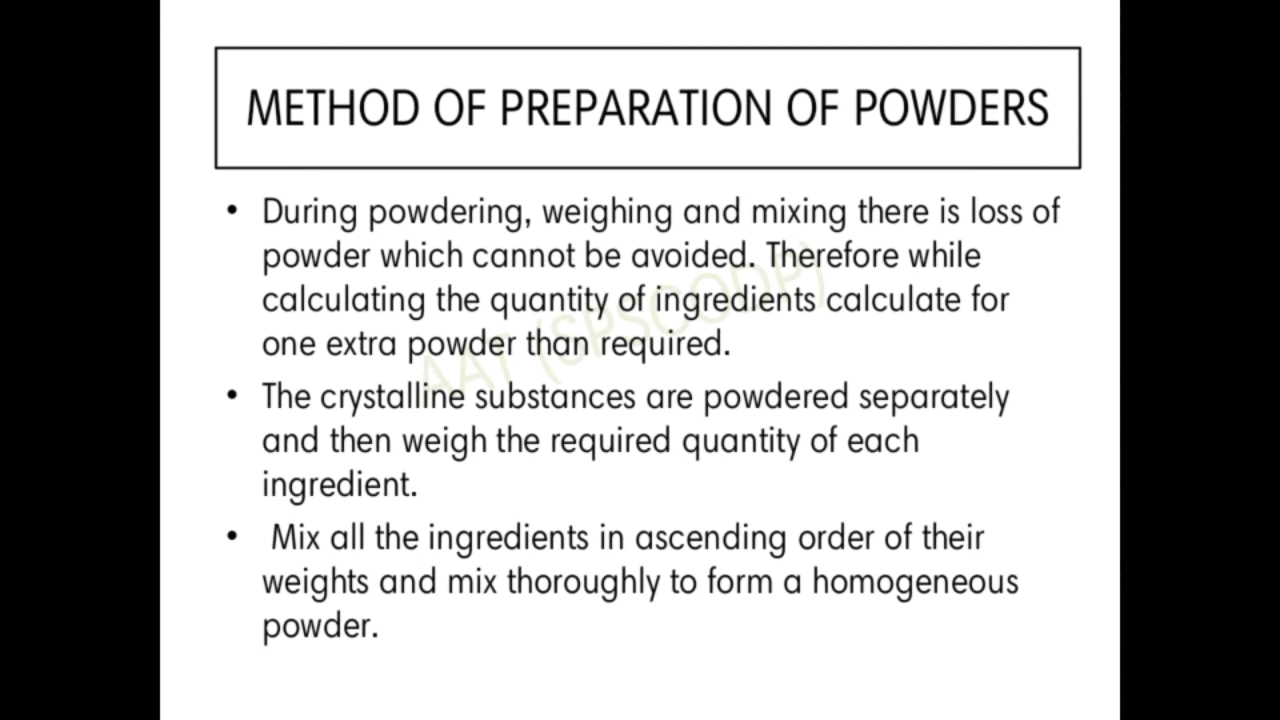 METHOD OF PREPARATION OF POWDERS
• During powdering, weighing and mixing there is loss of
powder which cannot be avoided. Therefore while
calculating the quantity of ingredients calculate for
one extra powder than required.
• The crystalline substances are powdered separately
and then weigh the required quantity of each
ingredient.
• Mix all the ingredients in ascending order of their
weights and mix thoroughly to form a homogeneous
powder.
AAT (SPSCODP)